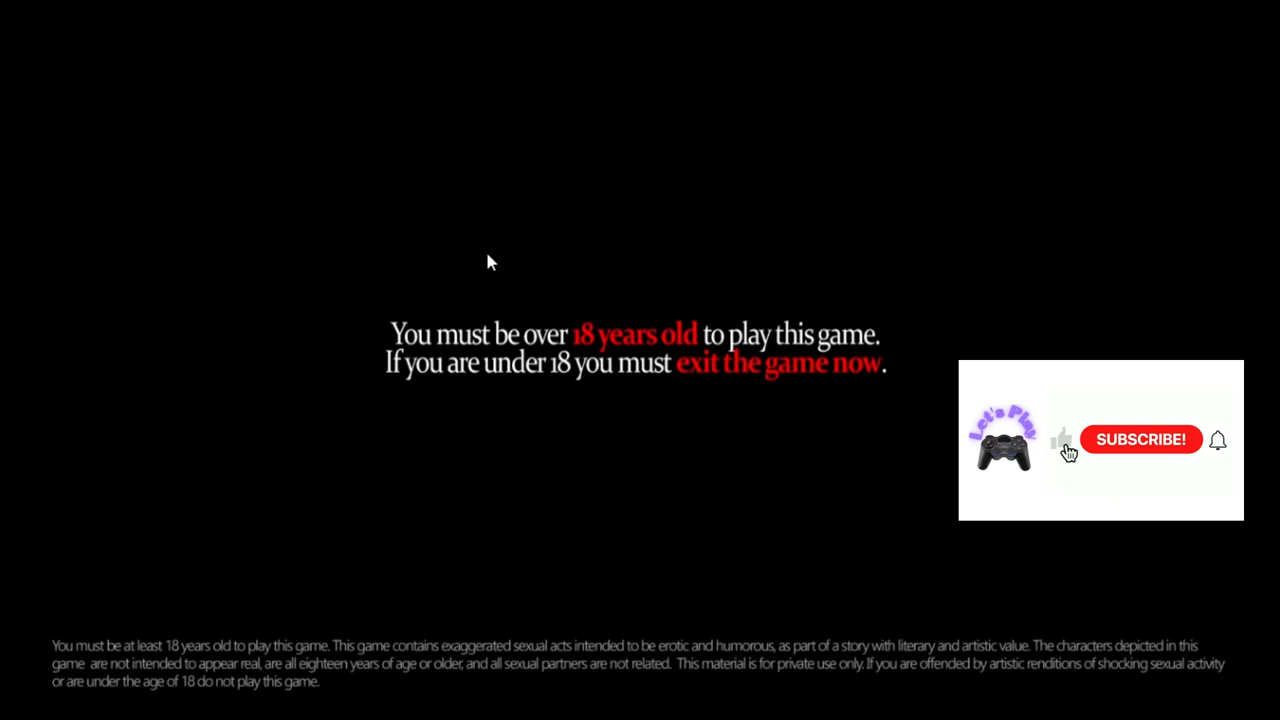 You must be over 18 years old to play this game.
If you are under 18 you must exit the game now.
Let's Play
SUBSCRIBE!
You must be at least 18 years old to play this game. This game contains exaggerated sexual acts intended to be erotic and humorous, as part of a story with literary and artistic value. The characters depicted in this
game are not intended to appear real, are all eighteen years of age or older, and all sexual partners are not related. This material is for private use only. If you are offended by artistic renditions of shocking sexual activity
or are under the age of 18 do not play this game.